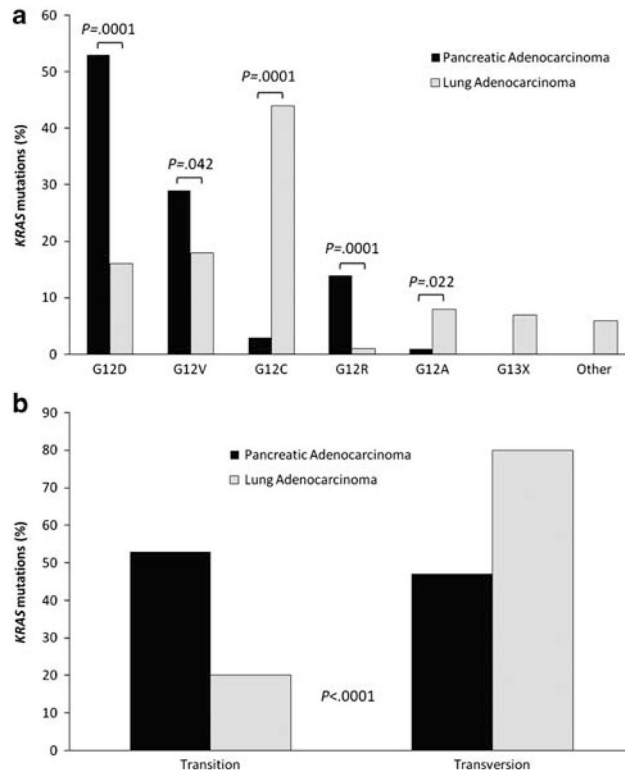 a
P=.0001
P=.0001
Pancreatic Adenocarcinoma
Lung Adenocarcinoma
P=.042
P=.0001
P=.022
KRAS mutations (%)
60
50
40
30
20
10
0
G12D G12V G12C G12R G12A G13X Other
b
Pancreatic Adenocarcinoma
Lung Adenocarcinoma
KRAS mutations (%)
90
80
70
60
50
40
30
20
10
0
P<.0001
Transition Transversion